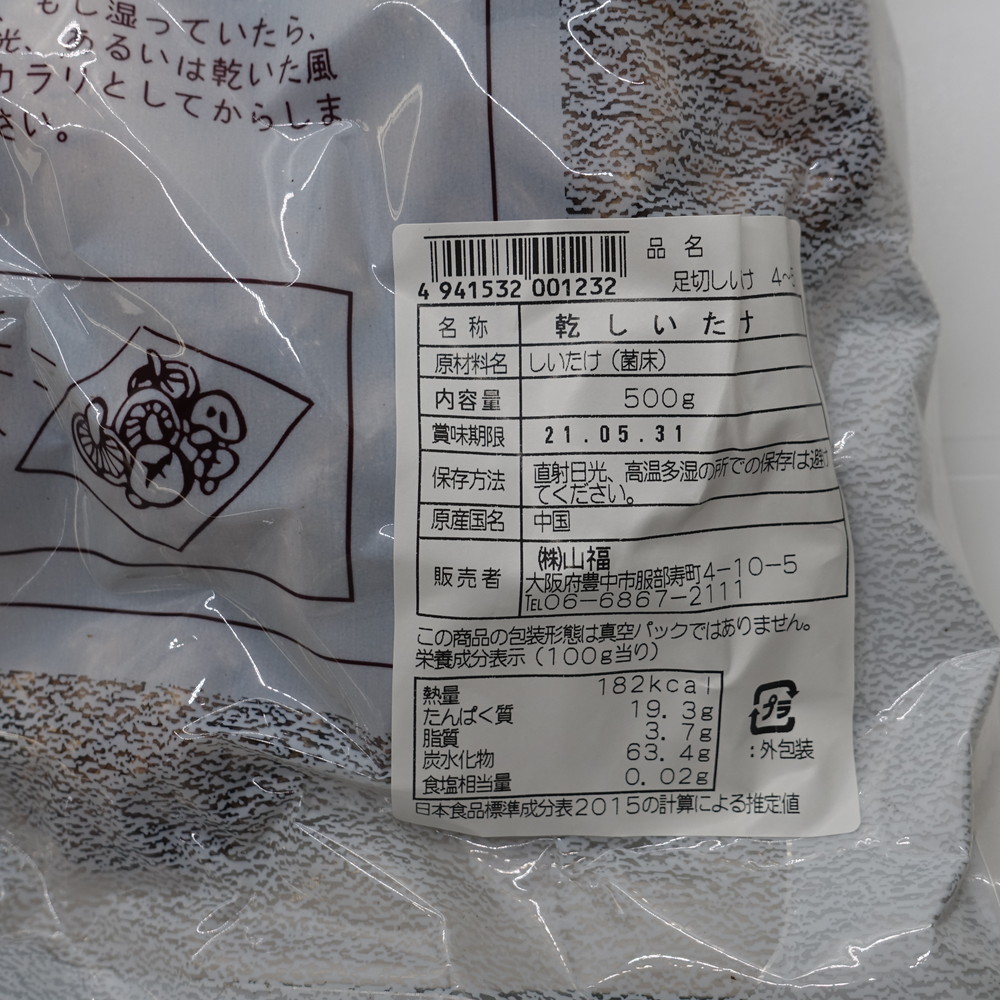 もし湿っていたら、
光、あるいは乾いた風
カラリとしてからしま
さい。
4 941532 001232
品 名
足切しいけ 4~
名 称 乾 し い た け
原材料名 しいたけ（菌床）
内容量 500g
賞味期限 21.05.31
保存方法 直射日光、高温多湿の所での保存は避け
てください。
原産国名 中国
販売者 ㈱山福
大阪府豊中市服部寿町4-10-5
℡06-6867-2111
この商品の包装形態は真空パックではありません。
栄養成分表示（100g当り）
熱量 182kcal
たんぱく質 19.3g
脂質 3.7g
炭水化物 63.4g
食塩相当量 0.02g
プラ
：外包装
日本食品標準成分表2015の計算による推定値